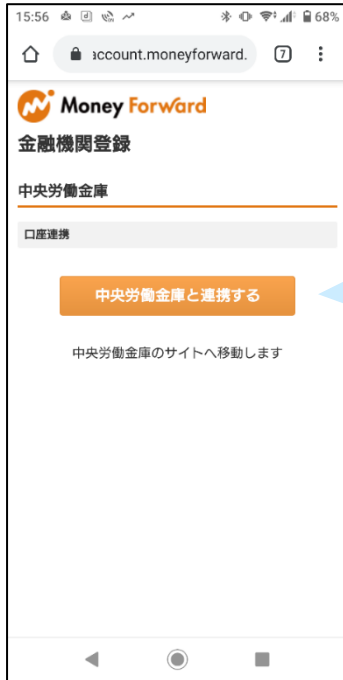 15:56
68%
account.moneyforward.
7
Money Forward
金融機関登録
中央労働金庫
口座連携
中央労働金庫と連携する
中央労働金庫のサイトへ移動します